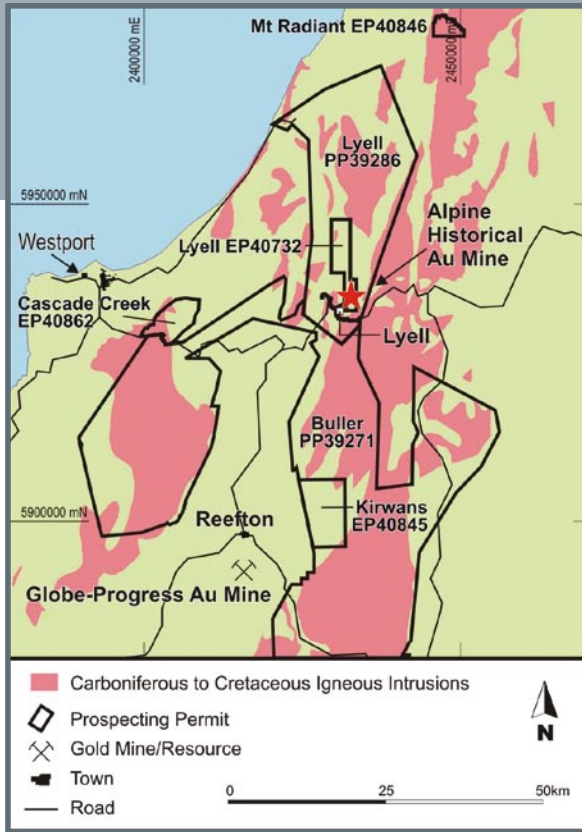 Mt Radiant EP40846
2400000 mE
2450000 mE
Lyell
PP39286
5950000 mN
Alpine
Historical
Au Mine
Lyell EP40732
Westport
Cascade Creek
EP40862
Lyell
Buller
PP39271
5900000 mN
Kirwans
EP40845
Reefton
Globe-Progress Au Mine
Carboniferous to Cretaceous Igneous Intrusions
Prospecting Permit
Gold Mine/Resource
Town
Road
N
0 25 50km